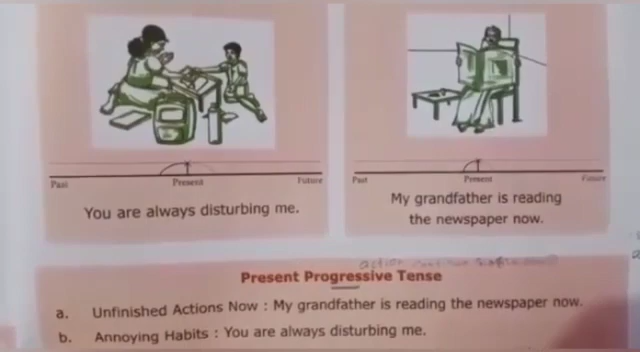 Past Present Future
Past Present Future
You are always disturbing me.
My grandfather is reading
the newspaper now.
Present Progressive Tense
a. Unfinished Actions Now : My grandfather is reading the newspaper now.
b. Annoying Habits : You are always disturbing me.